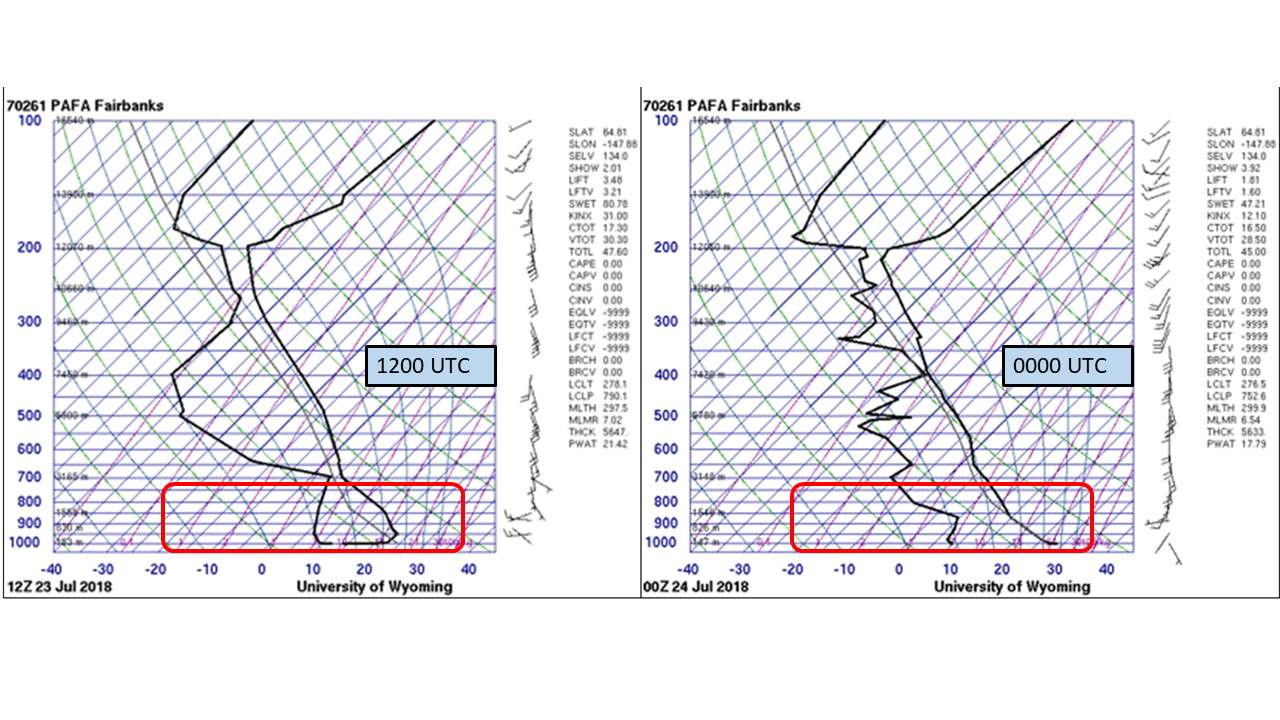 70261 PAFA Fairbanks
100
16540 m
13900 m
200
12070 m
300
9460 m
400
7450 m
500
5800 m
600
700
3165 m
800
900
1000
-40 -30 -20 -10 0 10 20 30 40
12Z 23 Jul 2018 University of Wyoming
1200 UTC
SLAT 64.81
SLON -147.88
SELV 134.0
SHOW 2.01
LIFT 3.48
LFTV 3.21
SWET 80.78
KINX 31.00
CTOT 17.30
VTOT 30.30
TOTL 47.60
CAPE 0.00
CAPV 0.00
CINS 0.00
CINV 0.00
EQLV -9999
EQTV -9999
LFCT -9999
LFCV -9999
BRCH 0.00
BRCV 0.00
LCLT 278.1
LCLP 790.1
MLTH 297.5
MLMR 7.02
THCK 5647.
PWAT 21.42
70261 PAFA Fairbanks
100
16540 m
200
300
400
500
5780 m
600
700
800
900
1000
147 m
-40 -30 -20 -10 0 10 20 30 40
00Z 24 Jul 2018 University of Wyoming
0000 UTC
SLAT 64.81
SLON -147.88
SELV 134.0
SHOW 3.92
LIFT 1.81
LFTV 1.60
SWET 47.21
KINX 12.10
CTOT 16.50
VTOT 28.50
TOTL 45.00
CAPE 0.00
CAPV 0.00
CINS 0.00
CINV 0.00
EQLV -9999
EQTV -9999
LFCT -9999
LFCV -9999
BRCH 0.00
BRCV 0.00
LCLT 276.5
LCLP 752.6
MLTH 299.9
MLMR 6.54
THCK 5633.
PWAT 17.79